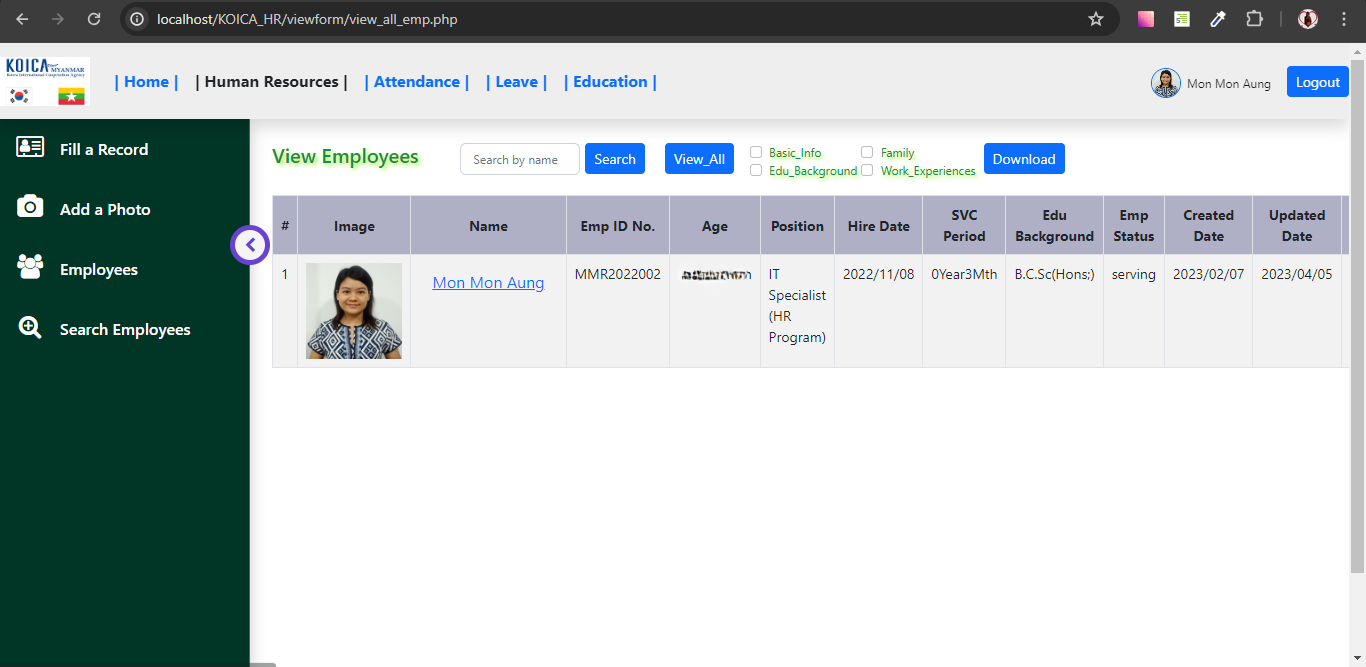 localhost/KOICA_HR/viewform/view_all_emp.php
KOICA MYANMAR
Korea International Cooperation Agency
| Home | | Human Resources | | Attendance | | Leave | | Education |
Mon Mon Aung
Logout
Fill a Record
Add a Photo
Employees
Search Employees
View Employees
Search by name
Search
View_All
Basic_Info
Family
Edu_Background
Work_Experiences
Download
# Image Name Emp ID No. Age Position Hire Date SVC Period Edu Background Emp Status Created Date Updated Date
1 Mon Mon Aung MMR2022002 IT Specialist (HR Program) 2022/11/08 0Year3Mth B.C.Sc(Hons;) serving 2023/02/07 2023/04/05